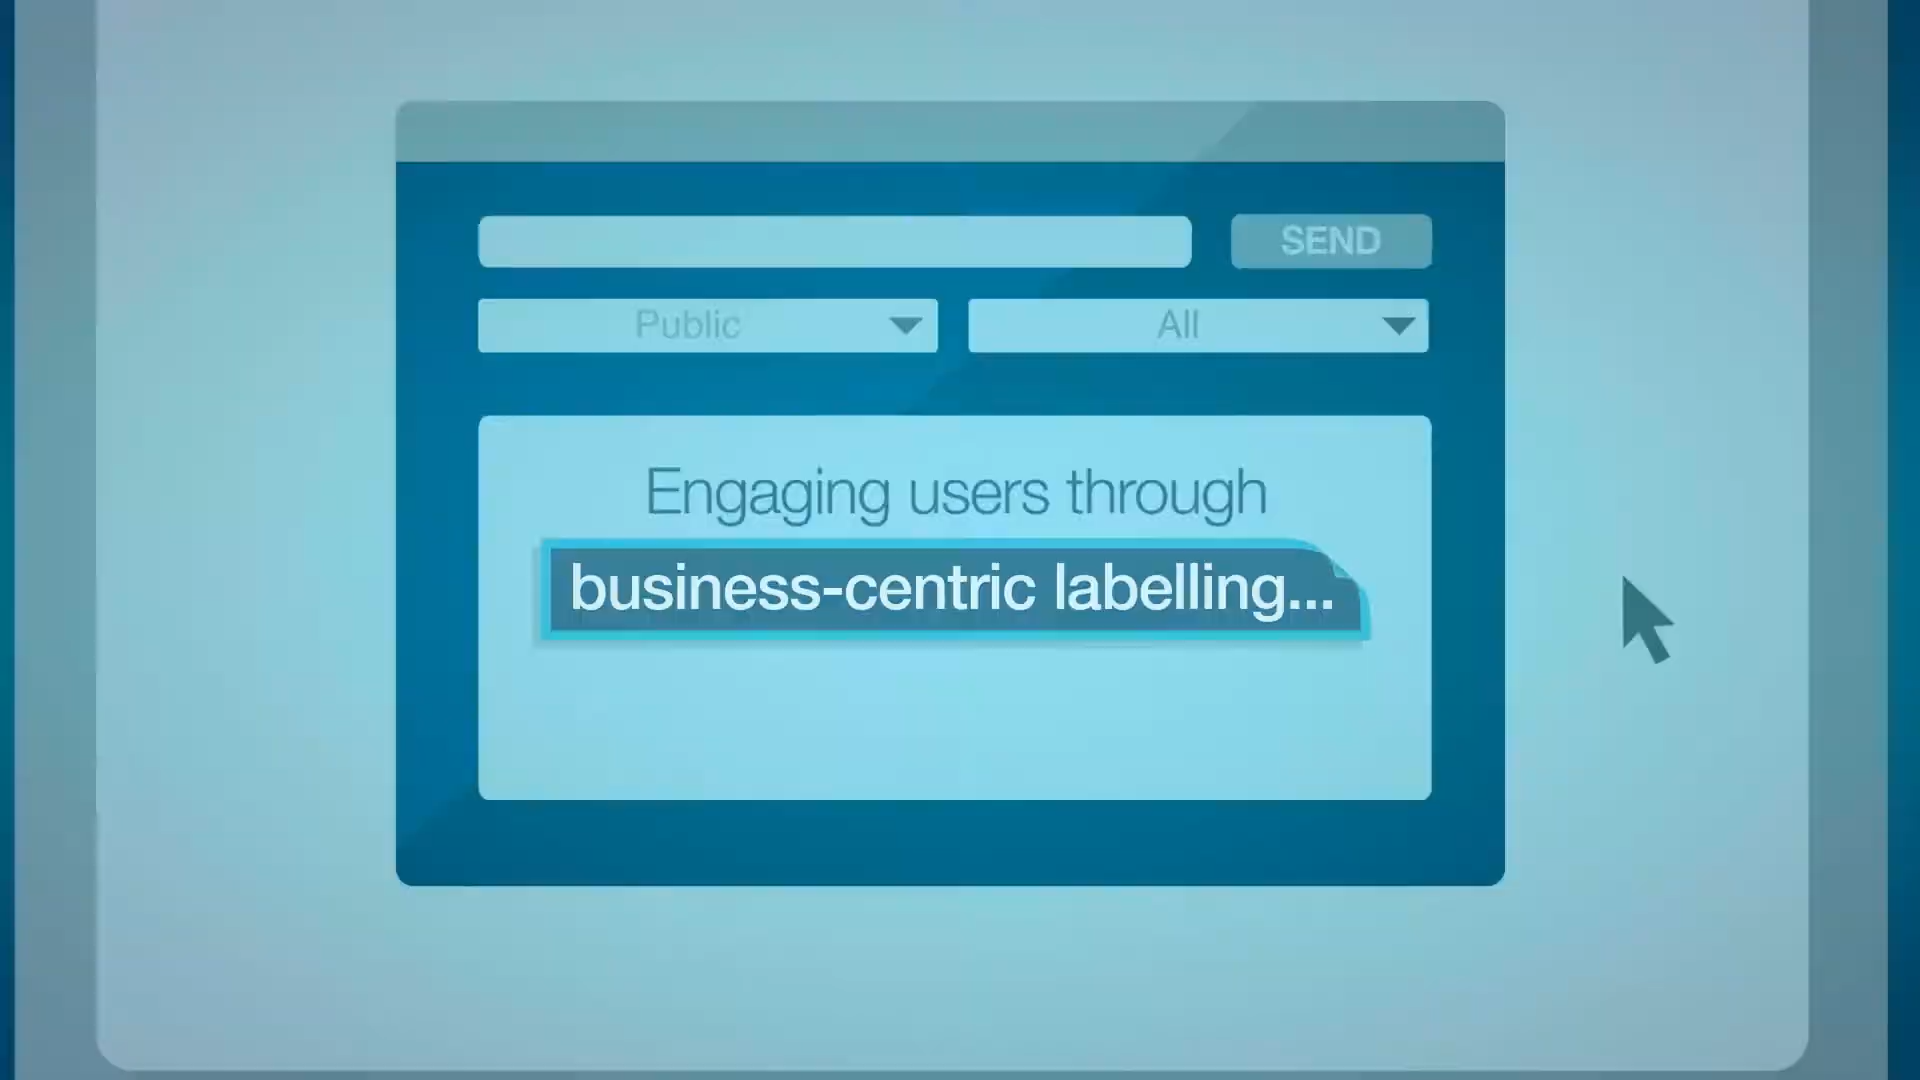 SEND
Public
All
Engaging users through
business-centric labelling...